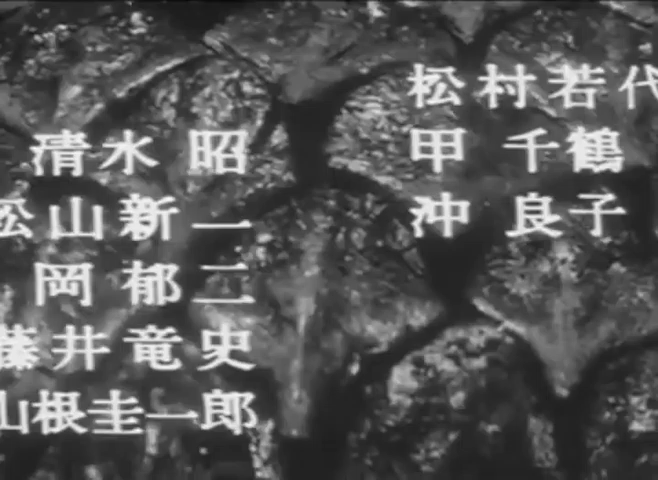 松村若代
甲 千鶴
沖 良子
清水 昭
松山新一
岡 郁二
藤井竜史
山根圭一郎